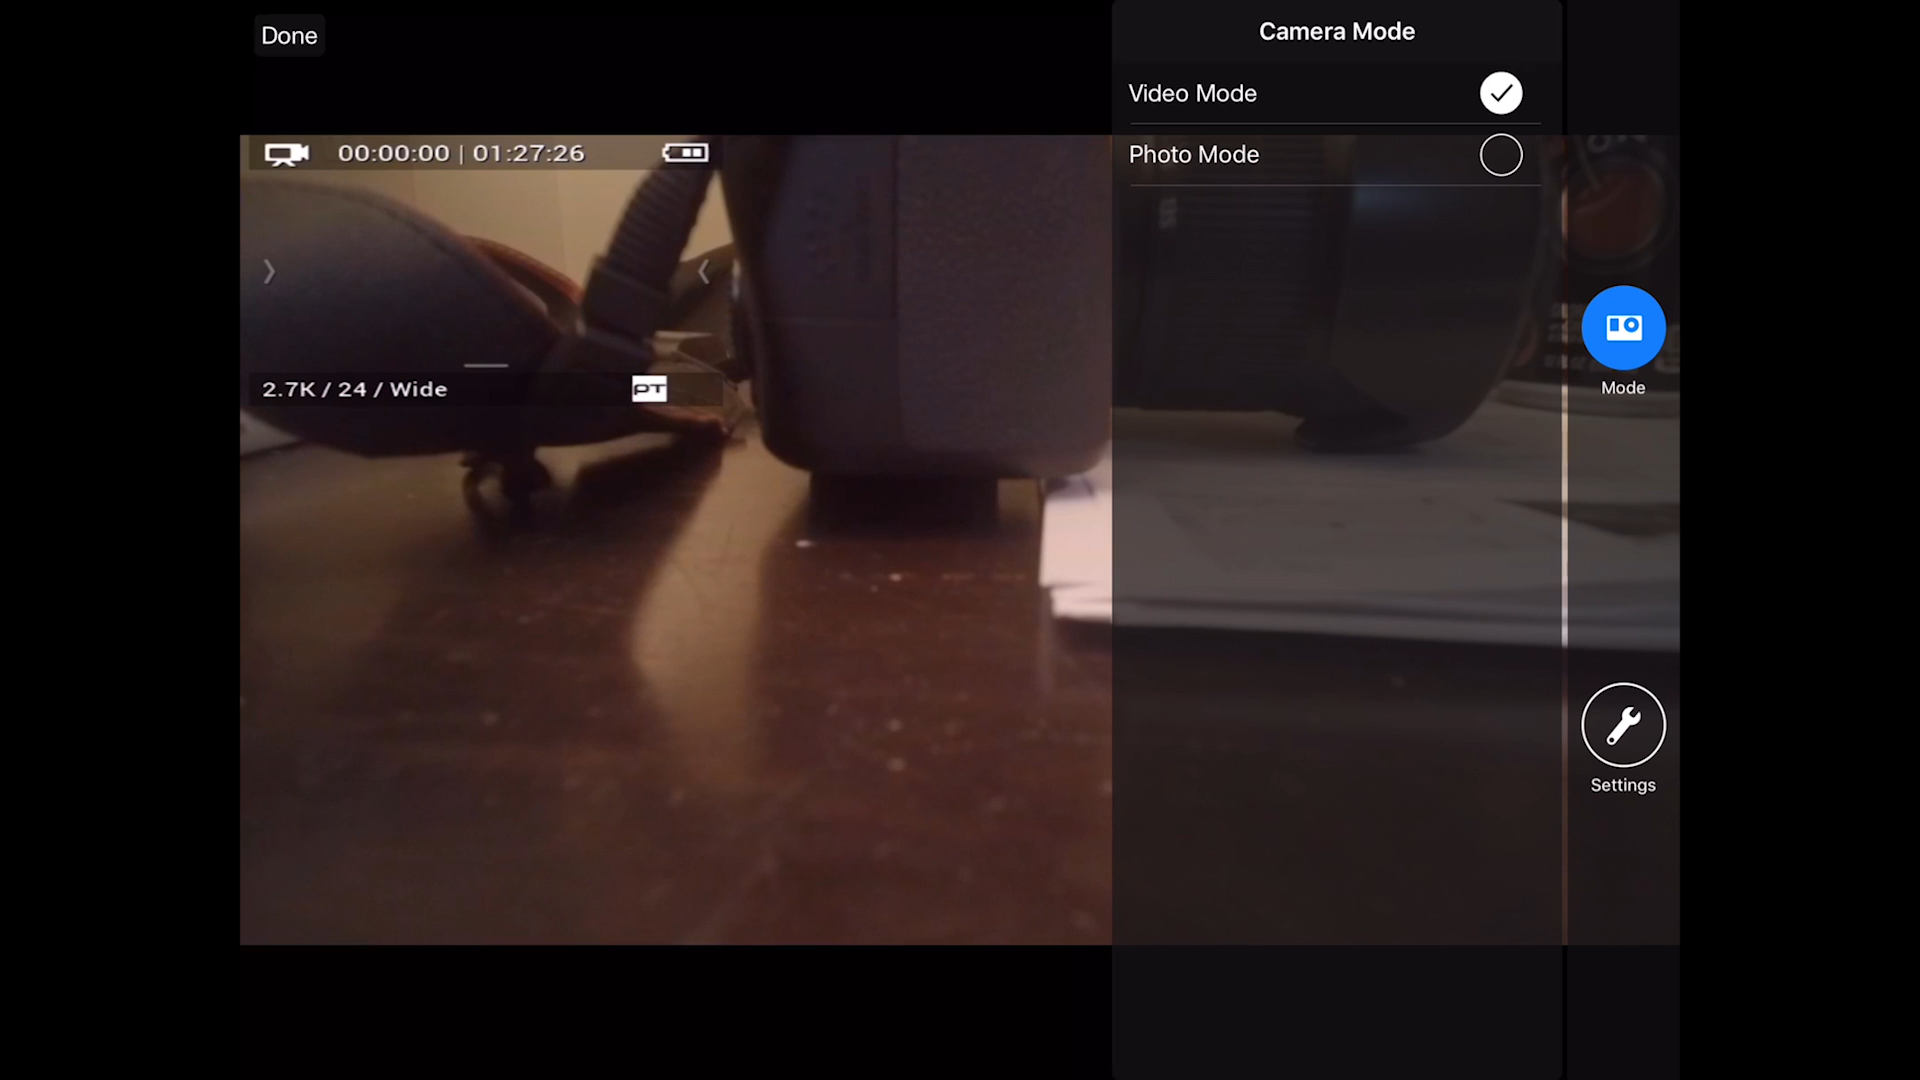 Done
Camera Mode
Video Mode
Photo Mode
00:00:00 | 01:27:26
2.7K / 24 / Wide
PT
Mode
Settings